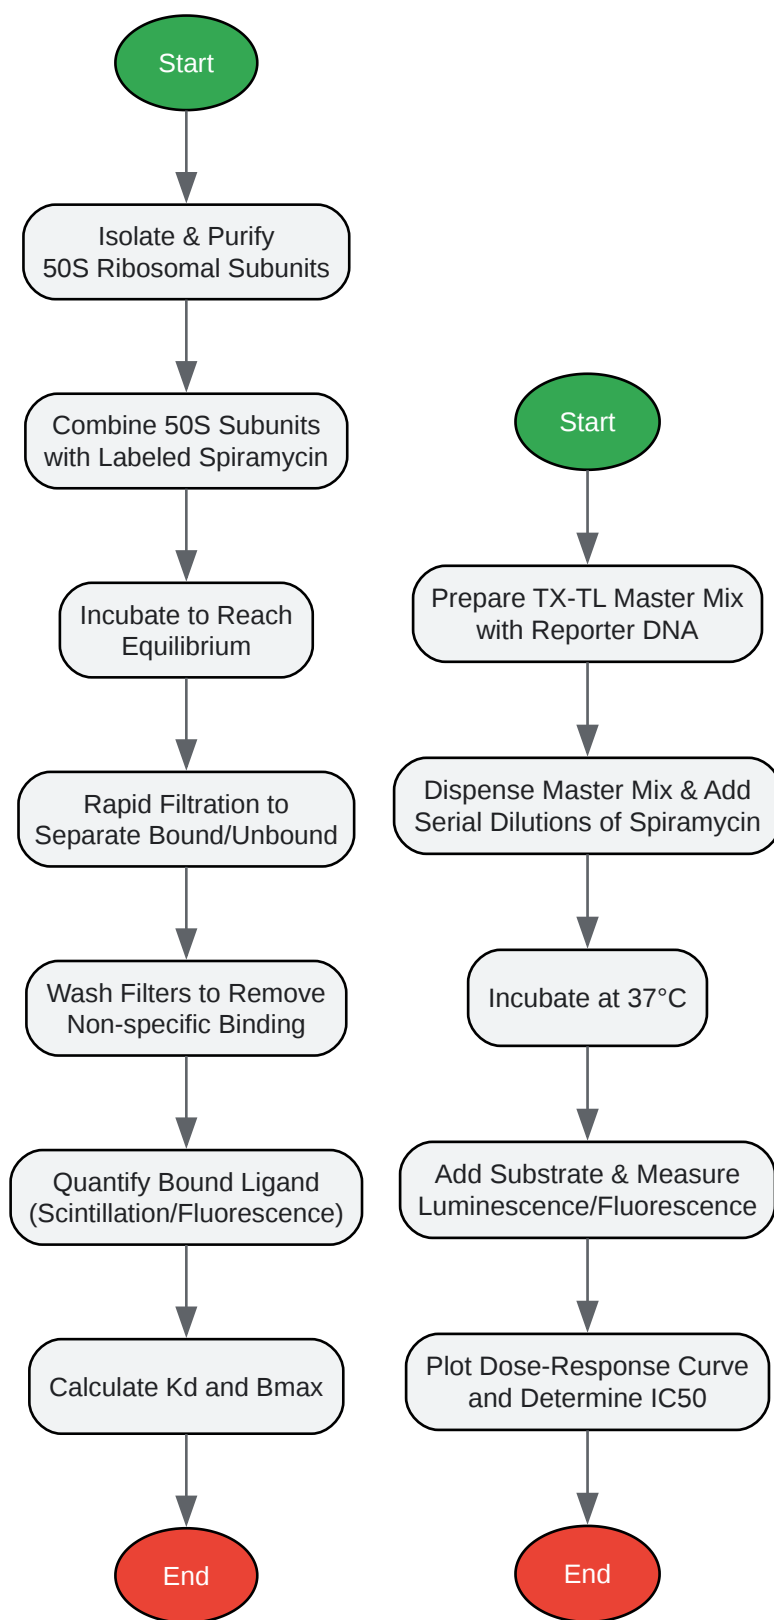 Start
Isolate & Purify
50S Ribosomal Subunits
Combine 50S Subunits
with Labeled Spiramycin
Incubate to Reach
Equilibrium
Rapid Filtration to
Separate Bound/Unbound
Wash Filters to Remove
Non-specific Binding
Quantify Bound Ligand
(Scintillation/Fluorescence)
Calculate Kd and Bmax
End
Start
Prepare TX-TL Master Mix
with Reporter DNA
Dispense Master Mix & Add
Serial Dilutions of Spiramycin
Incubate at 37°C
Add Substrate & Measure
Luminescence/Fluorescence
Plot Dose-Response Curve
and Determine IC50
End